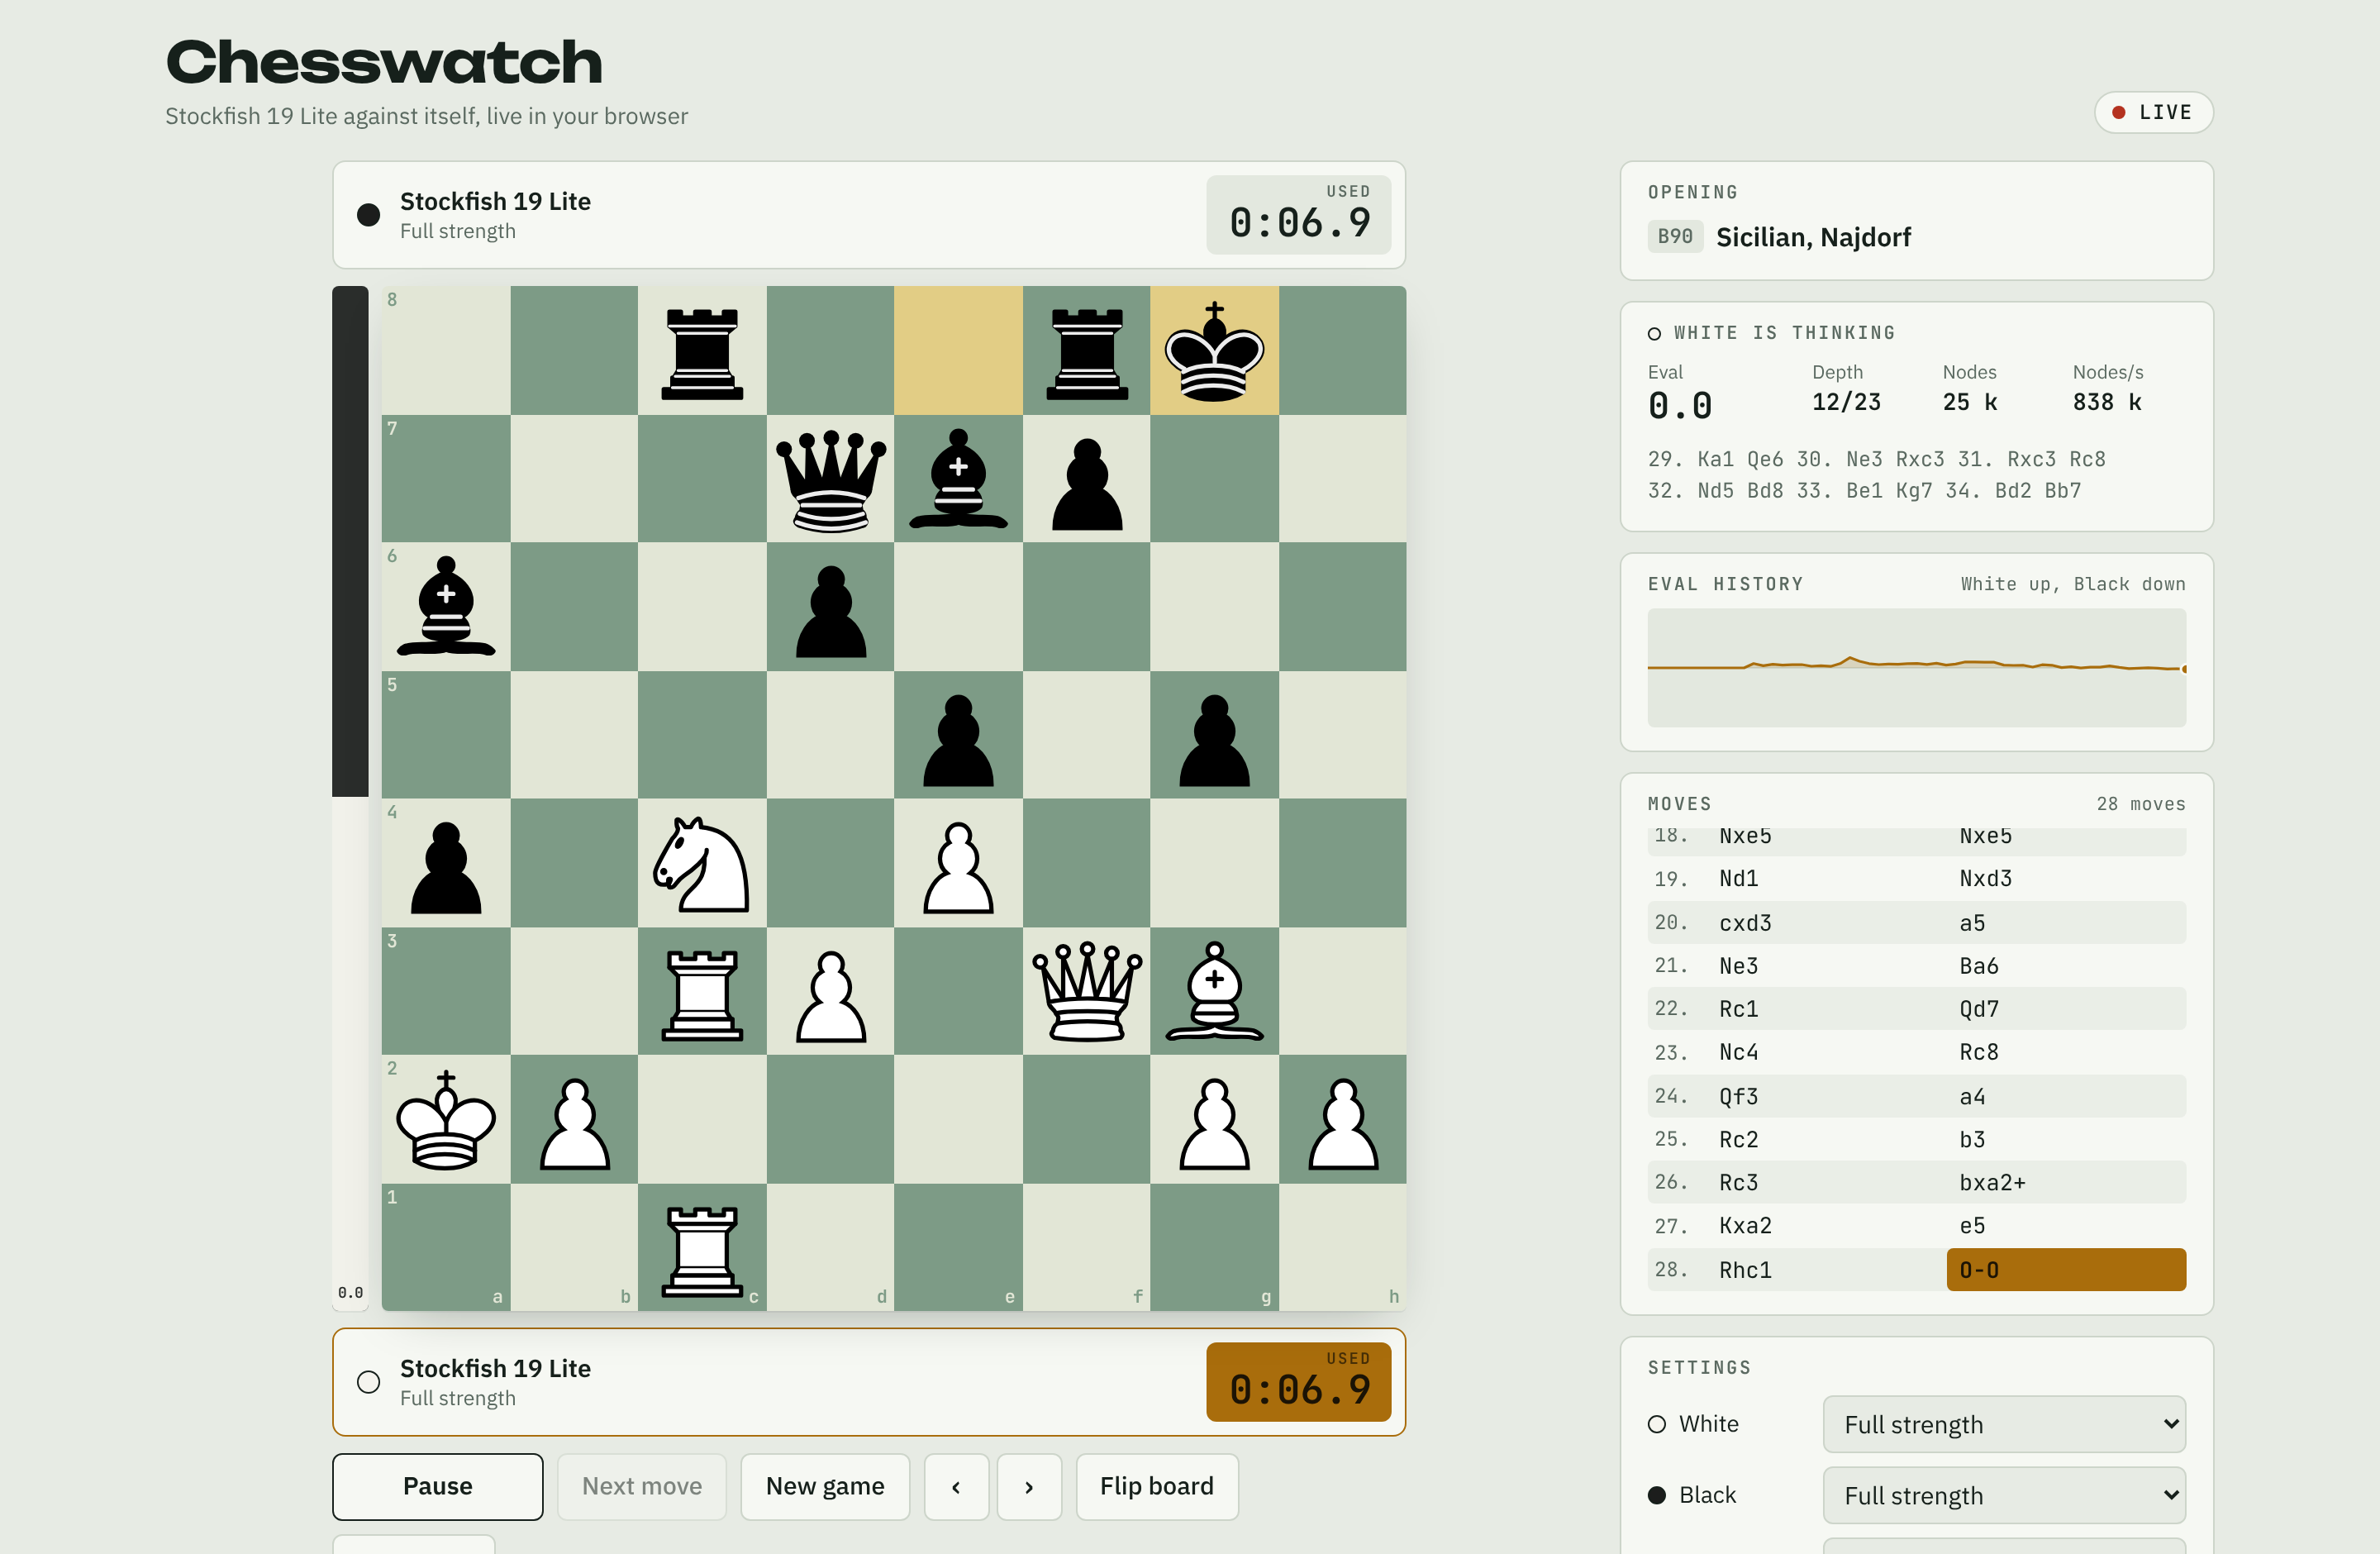 Chesswatch
Stockfish 19 Lite against itself, live in your browser
LIVE
Stockfish 19 Lite
Full strength
USED
0:06.9
8
7
6
5
4
3
2
1
a b c d e f g h
0.0
Stockfish 19 Lite
Full strength
USED
0:06.9
Pause
Next move
New game
‹
›
Flip board
OPENING
B90 Sicilian, Najdorf
WHITE IS THINKING
Eval Depth Nodes Nodes/s
0.0 12/23 25 k 838 k
29. Ka1 Qe6 30. Ne3 Rxc3 31. Rxc3 Rc8
32. Nd5 Bd8 33. Be1 Kg7 34. Bd2 Bb7
EVAL HISTORY White up, Black down
MOVES 28 moves
18. Nxe5 Nxe5
19. Nd1 Nxd3
20. cxd3 a5
21. Ne3 Ba6
22. Rc1 Qd7
23. Nc4 Rc8
24. Qf3 a4
25. Rc2 b3
26. Rc3 bxa2+
27. Kxa2 e5
28. Rhc1 O-O
SETTINGS
White Full strength
Black Full strength